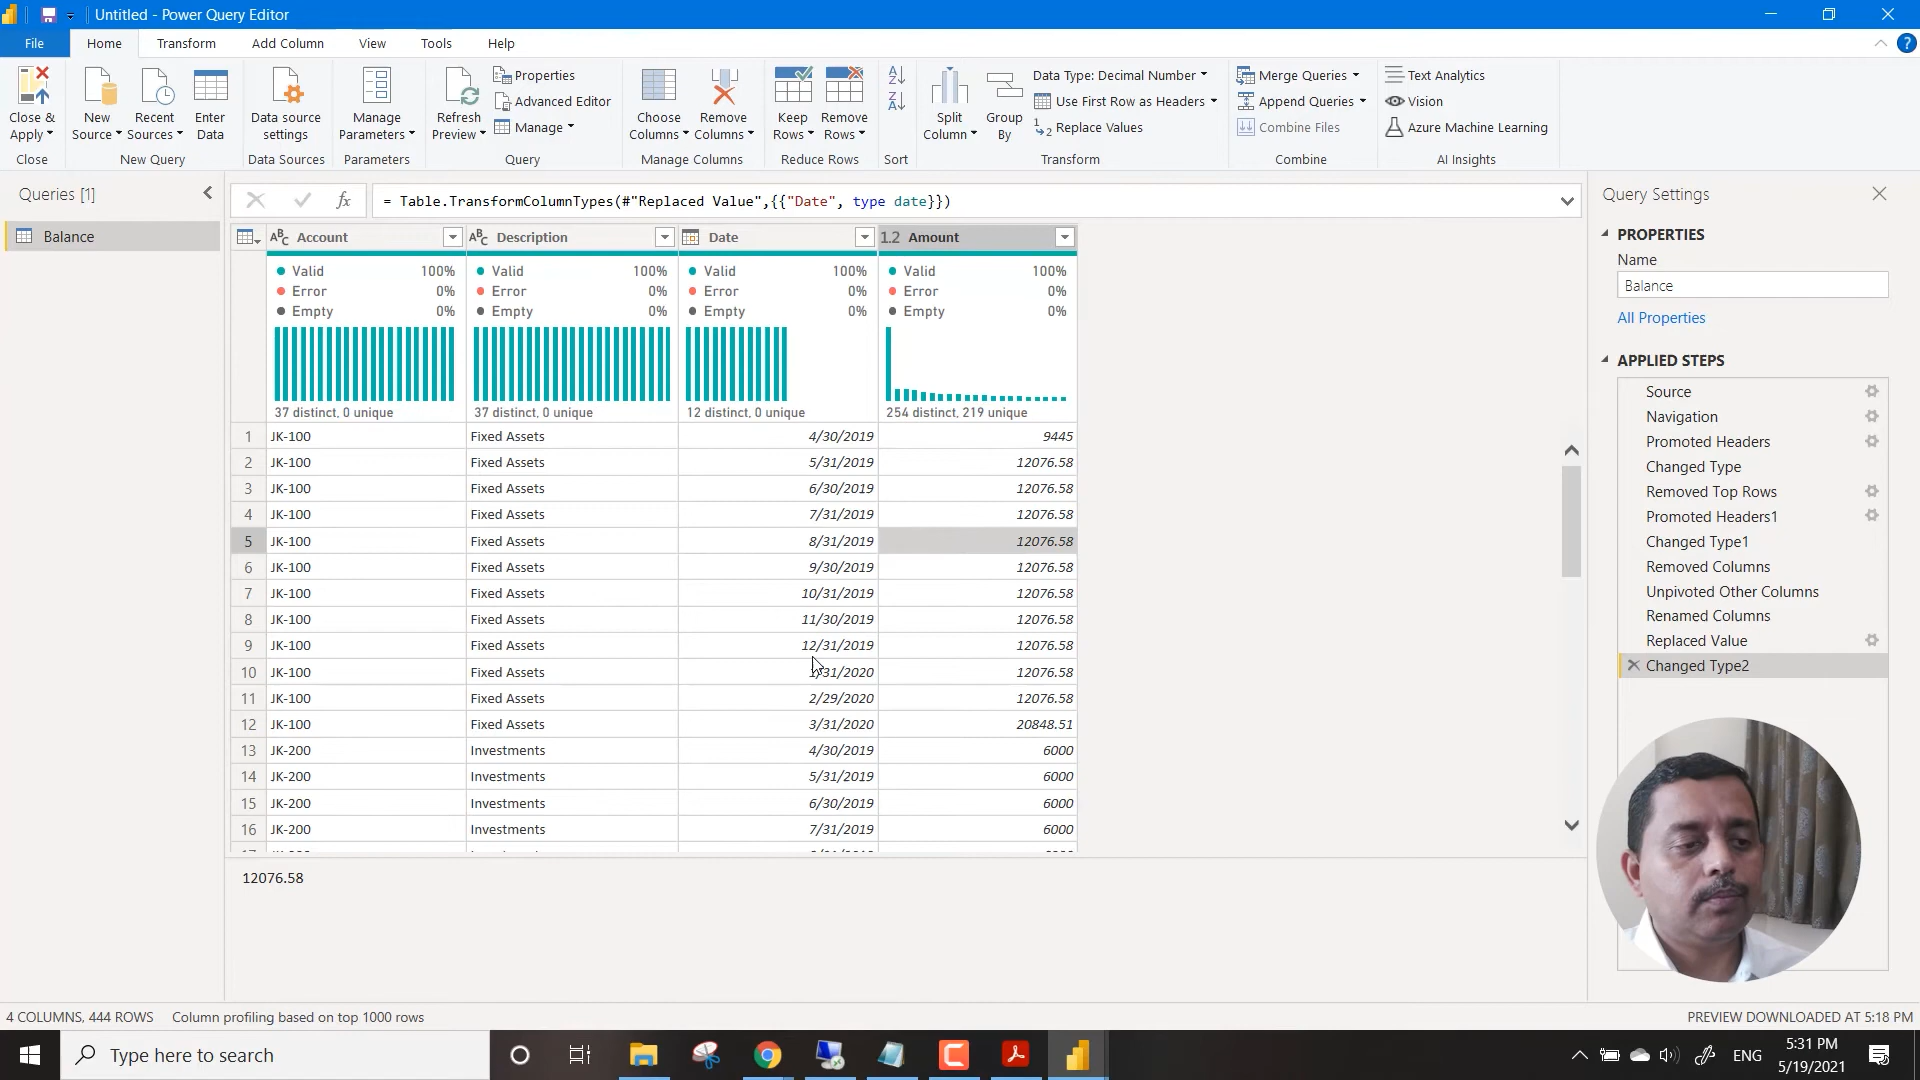 Untitled - Power Query Editor
File Home Transform Add Column View Tools Help
Close & Apply
Close
New Source
Recent Sources
Enter Data
New Query
Data source settings
Data Sources
Manage Parameters
Parameters
Refresh Preview
Properties
Advanced Editor
Manage
Query
Choose Columns
Remove Columns
Manage Columns
Keep Rows
Remove Rows
Reduce Rows
A Z
Z A
Sort
Split Column
Group By
Data Type: Decimal Number
Use First Row as Headers
1 2 Replace Values
Transform
Merge Queries
Append Queries
Combine Files
Combine
Text Analytics
Vision
Azure Machine Learning
AI Insights
Queries [1]
Balance
fx = Table.TransformColumnTypes(#"Replaced Value",{{"Date", type date}})
ABC Account ABC Description Date 1.2 Amount
Valid 100% Valid 100% Valid 100% Valid 100%
Error 0% Error 0% Error 0% Error 0%
Empty 0% Empty 0% Empty 0% Empty 0%
37 distinct, 0 unique 37 distinct, 0 unique 12 distinct, 0 unique 254 distinct, 219 unique
1 JK-100 Fixed Assets 4/30/2019 9445
2 JK-100 Fixed Assets 5/31/2019 12076.58
3 JK-100 Fixed Assets 6/30/2019 12076.58
4 JK-100 Fixed Assets 7/31/2019 12076.58
5 JK-100 Fixed Assets 8/31/2019 12076.58
6 JK-100 Fixed Assets 9/30/2019 12076.58
7 JK-100 Fixed Assets 10/31/2019 12076.58
8 JK-100 Fixed Assets 11/30/2019 12076.58
9 JK-100 Fixed Assets 12/31/2019 12076.58
10 JK-100 Fixed Assets 1/31/2020 12076.58
11 JK-100 Fixed Assets 2/29/2020 12076.58
12 JK-100 Fixed Assets 3/31/2020 20848.51
13 JK-200 Investments 4/30/2019 6000
14 JK-200 Investments 5/31/2019 6000
15 JK-200 Investments 6/30/2019 6000
16 JK-200 Investments 7/31/2019 6000
12076.58
Query Settings
PROPERTIES
Name
Balance
All Properties
APPLIED STEPS
Source
Navigation
Promoted Headers
Changed Type
Removed Top Rows
Promoted Headers1
Changed Type1
Removed Columns
Unpivoted Other Columns
Renamed Columns
Replaced Value
Changed Type2
4 COLUMNS, 444 ROWS Column profiling based on top 1000 rows
PREVIEW DOWNLOADED AT 5:18 PM
Type here to search
ENG
5:31 PM
5/19/2021